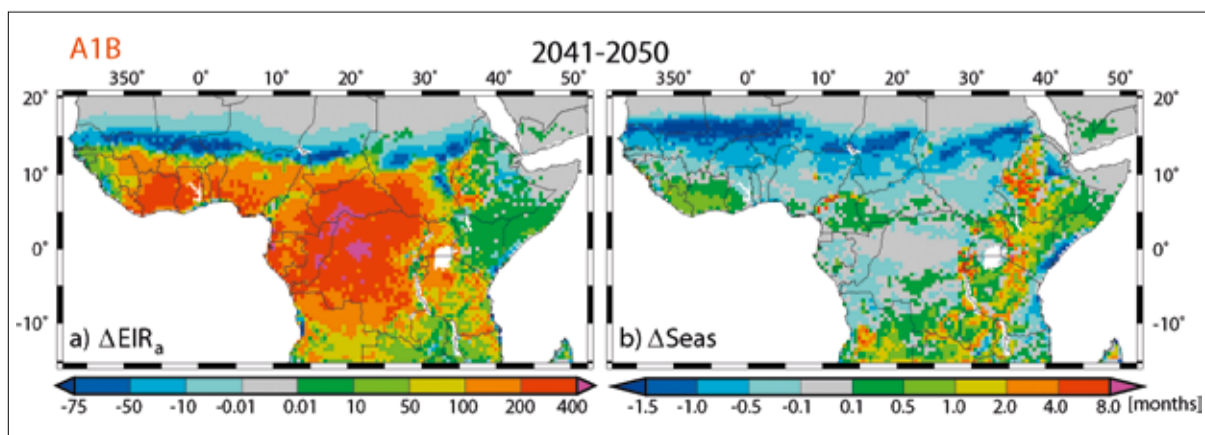 A1B 2041-2050
350° 0° 10° 20° 30° 40° 50° 350° 0° 10° 20° 30° 40° 50°
20° 20°
10° 10°
0° 0°
-10° -10°
a) ΔEIRa b) ΔSeas
-75 -50 -10 -0.01 0.01 10 50 100 200 400 -1.5 -1.0 -0.5 -0.1 0.1 0.5 1.0 2.0 4.0 8.0 [months]